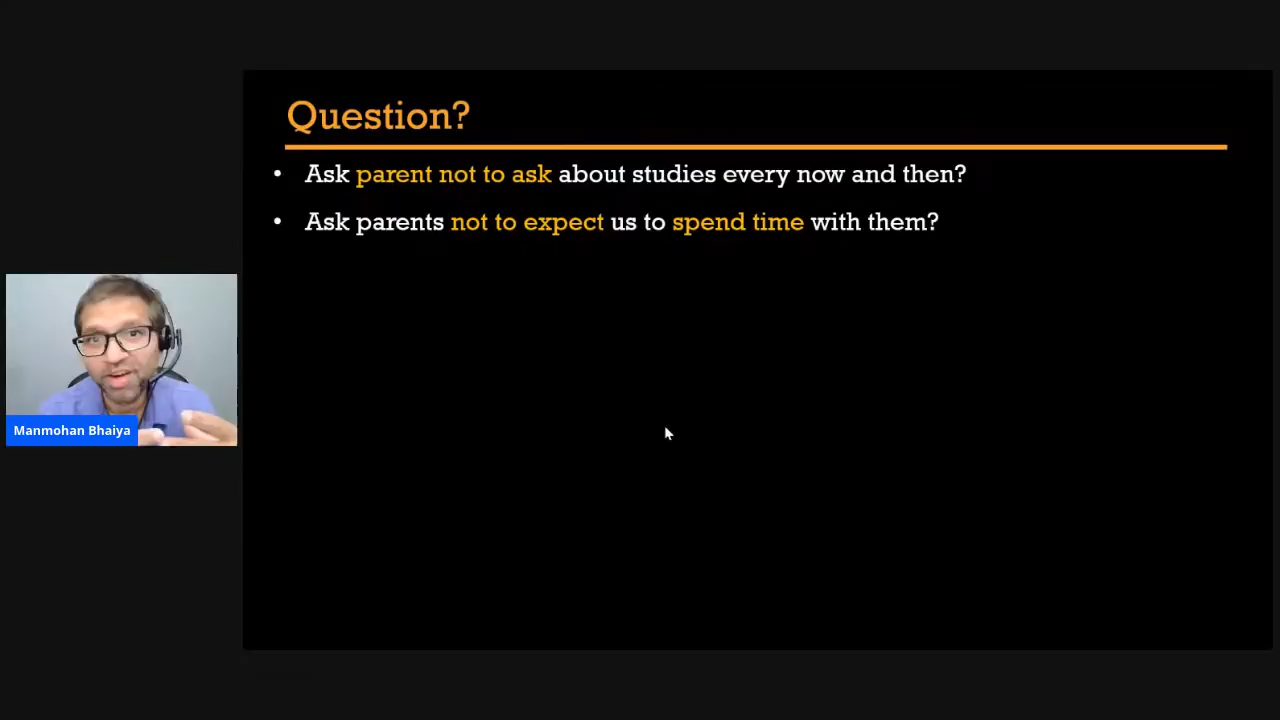 Question?
• Ask parent not to ask about studies every now and then?
• Ask parents not to expect us to spend time with them?
Manmohan Bhaiya